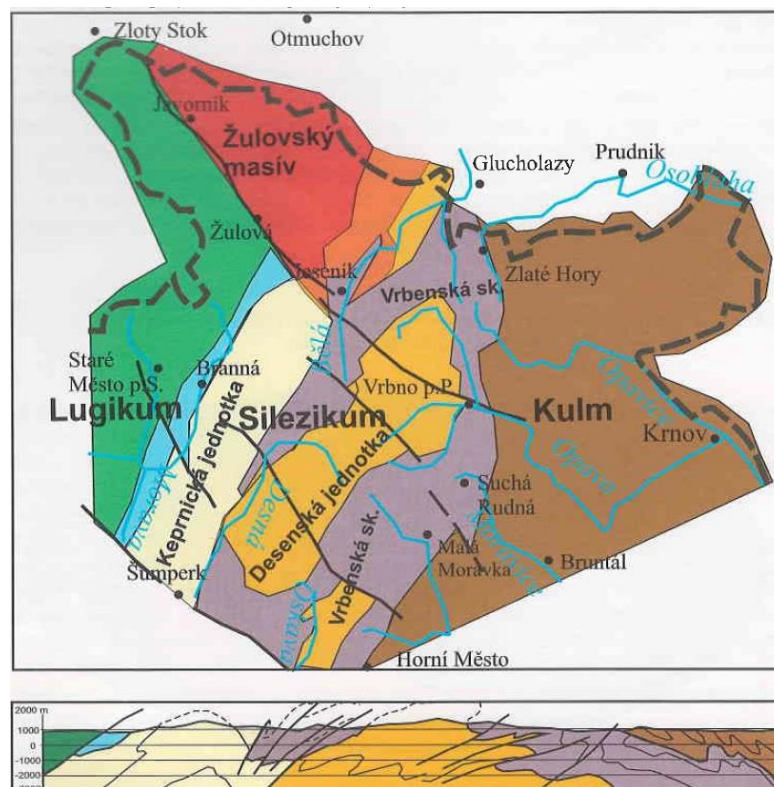 Zloty Stok
Otmuchov
Javorník
Žulovský
masív
Glucholazy
Prudnik
Osoblaha
Žulová
Zlaté Hory
Jeseník
Vrbenská sk.
Bělá
Staré
Město p.S.
Branná
Vrbno p.P
Opavice
Lugikum
Silezikum
Kulm
Krnov
Keprnická jednotka
Desenská jednotka
Opava
Morava
Desná
Suchá
Rudná
Vrbenská sk.
Malá
Morávka
Moravice
Bruntál
Šumperk
Oskava
Horní Město
2000 m
1000
0
-1000
-2000